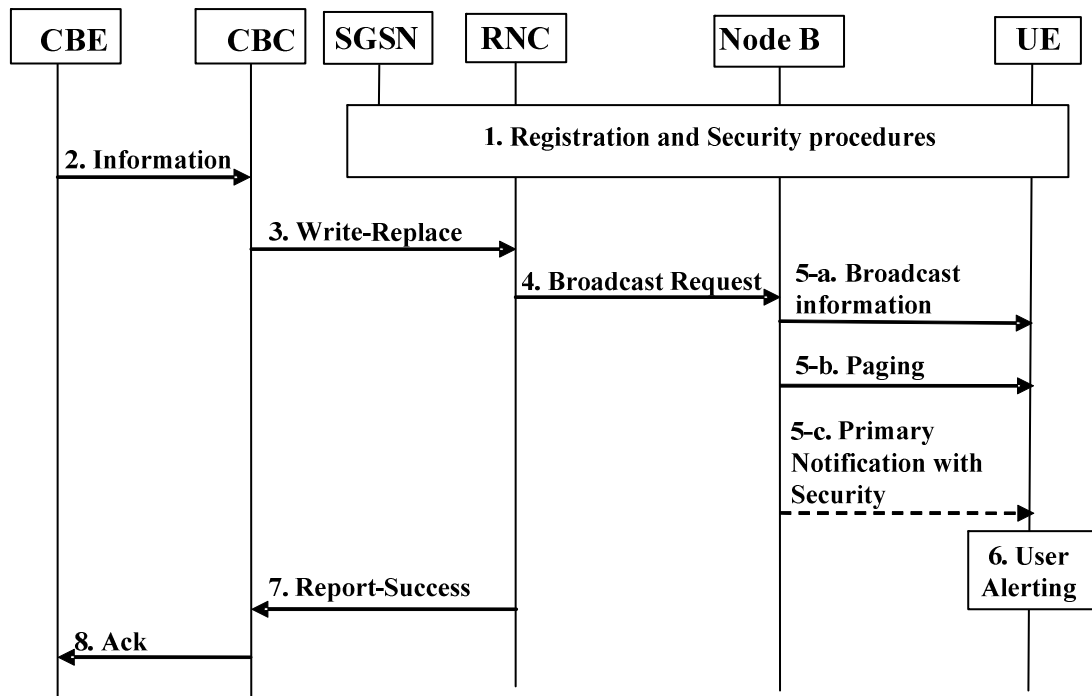 CBE
CBC
SGSN
RNC
Node B
UE
1. Registration and Security procedures
2. Information
3. Write-Replace
4. Broadcast Request
5-a. Broadcast
information
5-b. Paging
5-c. Primary
Notification with
Security
6. User
Alerting
7. Report-Success
8. Ack